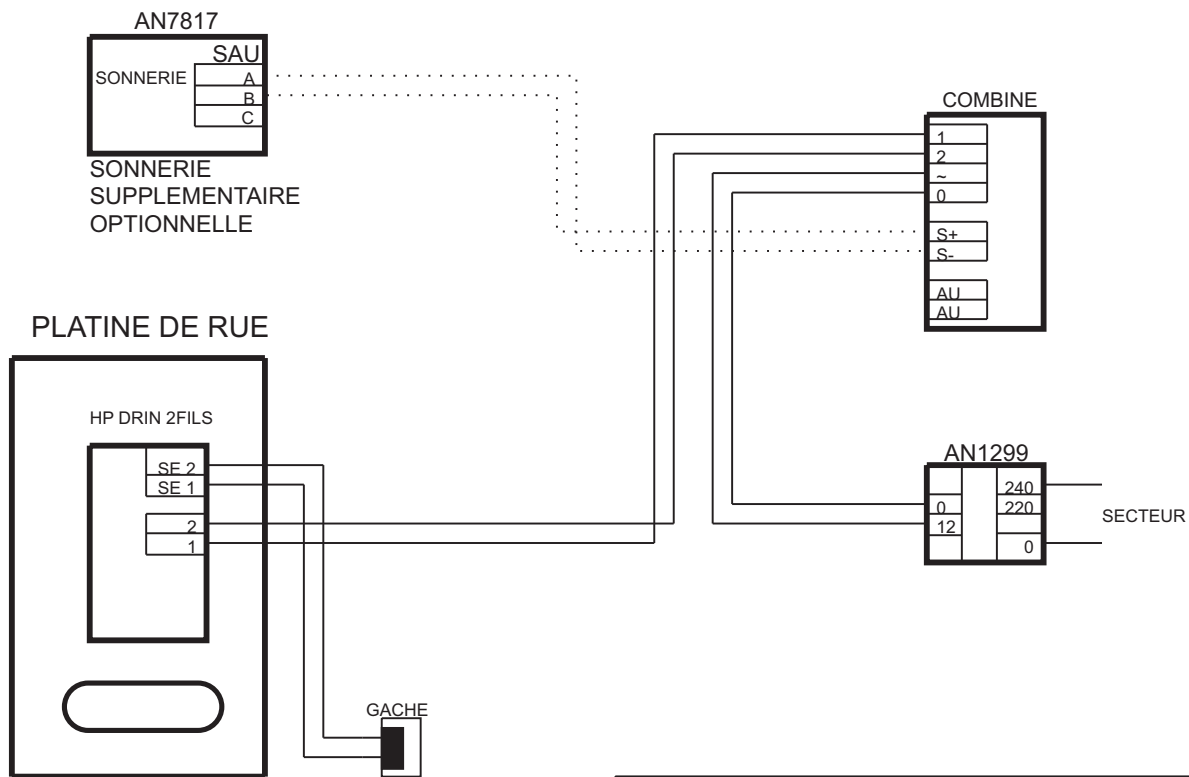 AN7817
SAU
SONNERIE
A
B
C
SONNERIE
SUPPLEMENTAIRE
OPTIONNELLE
COMBINE
1
2
~
0
S+
S-
AU
AU
PLATINE DE RUE
HP DRIN 2FILS
SE 2
SE 1
2
1
AN1299
240
0
220
12
0
SECTEUR
GACHE